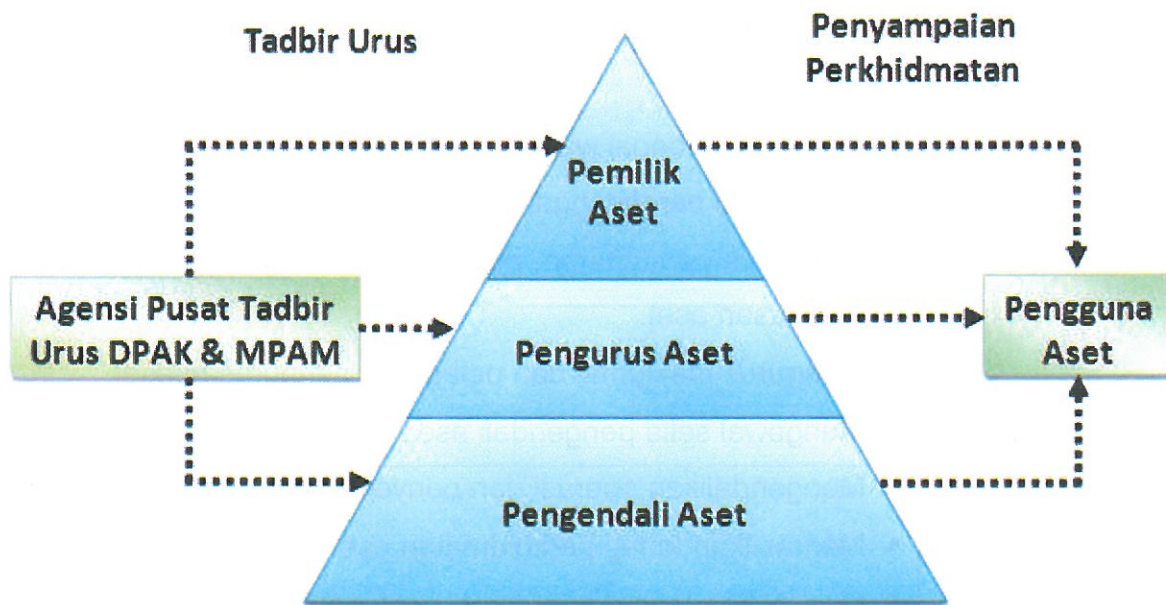 Tadbir Urus
Penyampaian
Perkhidmatan
Pemilik
Aset
Agensi Pusat Tadbir
Urus DPAK & MPAM
Pengurus Aset
Pengguna
Aset
Pengendali Aset